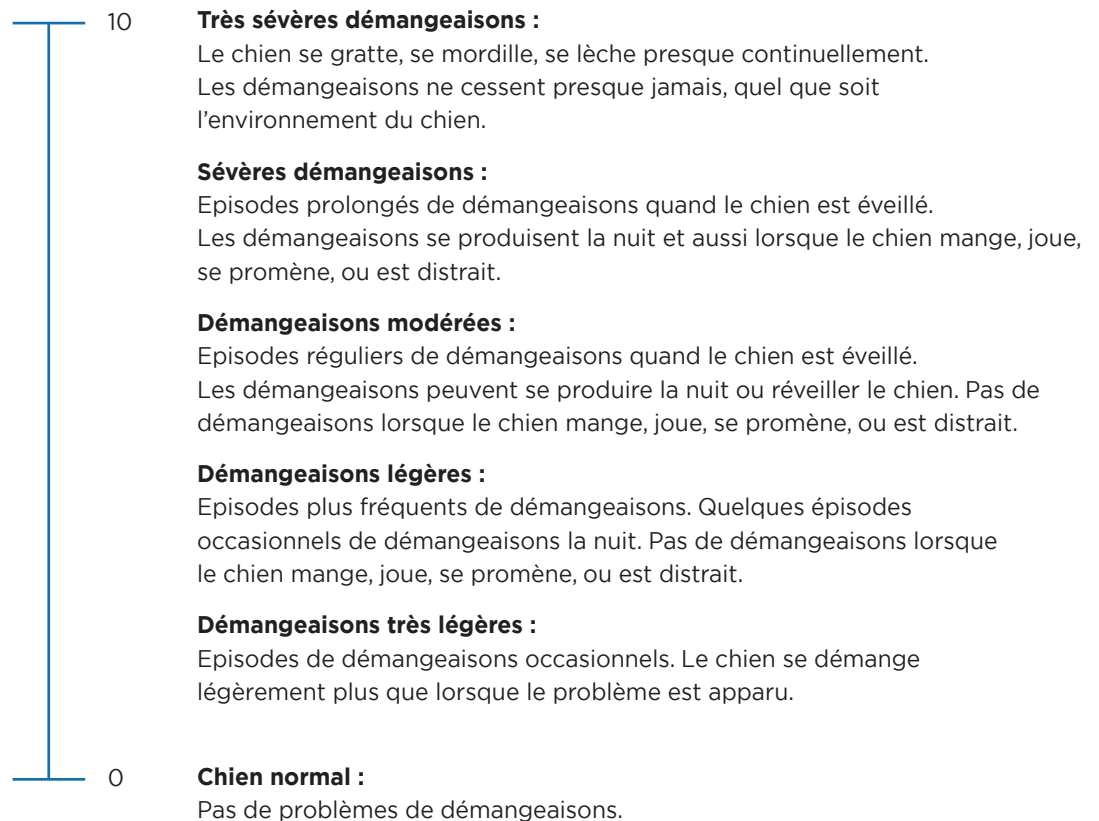 10 Très sévères démangeaisons :
Le chien se gratte, se mordille, se lèche presque continuellement.
Les démangeaisons ne cessent presque jamais, quel que soit
l’environnement du chien.
Sévères démangeaisons :
Episodes prolongés de démangeaisons quand le chien est éveillé.
Les démangeaisons se produisent la nuit et aussi lorsque le chien mange, joue,
se promène, ou est distrait.
Démangeaisons modérées :
Episodes réguliers de démangeaisons quand le chien est éveillé.
Les démangeaisons peuvent se produire la nuit ou réveiller le chien. Pas de
démangeaisons lorsque le chien mange, joue, se promène, ou est distrait.
Démangeaisons légères :
Episodes plus fréquents de démangeaisons. Quelques épisodes
occasionnels de démangeaisons la nuit. Pas de démangeaisons lorsque
le chien mange, joue, se promène, ou est distrait.
Démangeaisons très légères :
Episodes de démangeaisons occasionnels. Le chien se démange
légèrement plus que lorsque le problème est apparu.
0 Chien normal :
Pas de problèmes de démangeaisons.